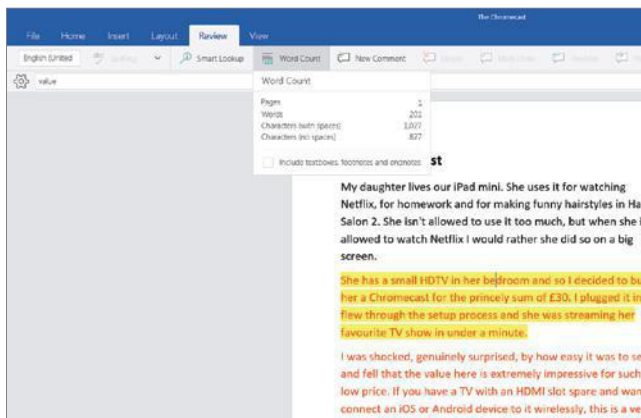 The Chromecast
File Home Insert Layout Review View
English (United Smart Lookup Word Count New Comment
value
Word Count
Pages 1
Words 201
Characters (with spaces) 1,027
Characters (no spaces) 827
Include textboxes, footnotes and endnotes
st
My daughter lives our iPad mini. She uses it for watching
Netflix, for homework and for making funny hairstyles in Ha
Salon 2. She isn't allowed to use it too much, but when she i
allowed to watch Netflix I would rather she did so on a big
screen.
She has a small HDTV in her bedroom and so I decided to bu
her a Chromecast for the princely sum of £30. I plugged it in
flew through the setup process and she was streaming her
favourite TV show in under a minute.
I was shocked, genuinely surprised, by how easy it was to se
and fell that the value here is extremely impressive for such
low price. If you have a TV with an HDMI slot spare and wan
connect an iOS or Android device to it wirelessly, this is a ve